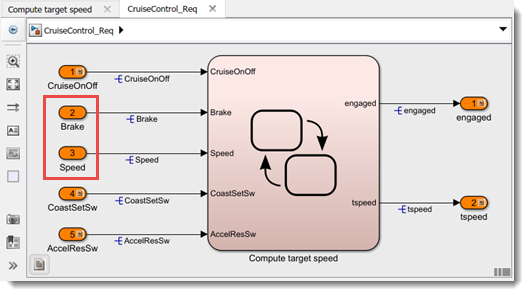 Compute target speed
CruiseControl_Req
CruiseControl_Req
1
CruiseOnOff
CruiseOnOff
CruiseOnOff
2
Brake
Brake
Brake
3
Speed
Speed
Speed
4
CoastSetSw
CoastSetSw
CoastSetSw
5
AccelResSw
AccelResSw
AccelResSw
engaged
engaged
1
engaged
tspeed
tspeed
2
tspeed
Compute target speed